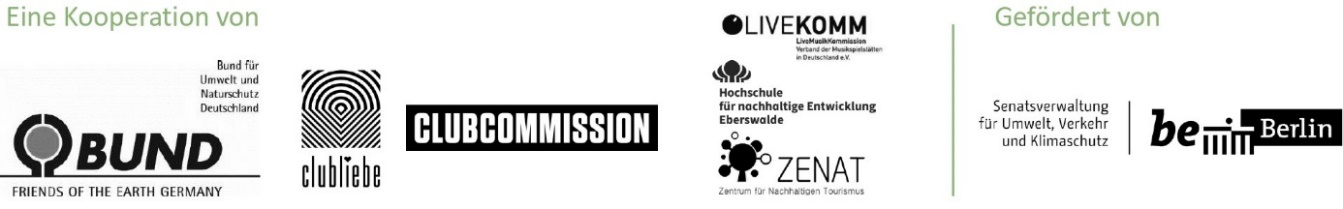 Eine Kooperation von
Bund für
Umwelt und
Naturschutz
Deutschland
BUND
FRIENDS OF THE EARTH GERMANY
clubliebe
CLUBCOMMISSION
LIVEKOMM
LiveMusikKommission
Verband der Musikspielstätten
in Deutschland e.V.
Hochschule
für nachhaltige Entwicklung
Eberswalde
ZENAT
Zentrum für Nachhaltigen Tourismus
Gefördert von
Senatsverwaltung
für Umwelt, Verkehr
und Klimaschutz
be Berlin